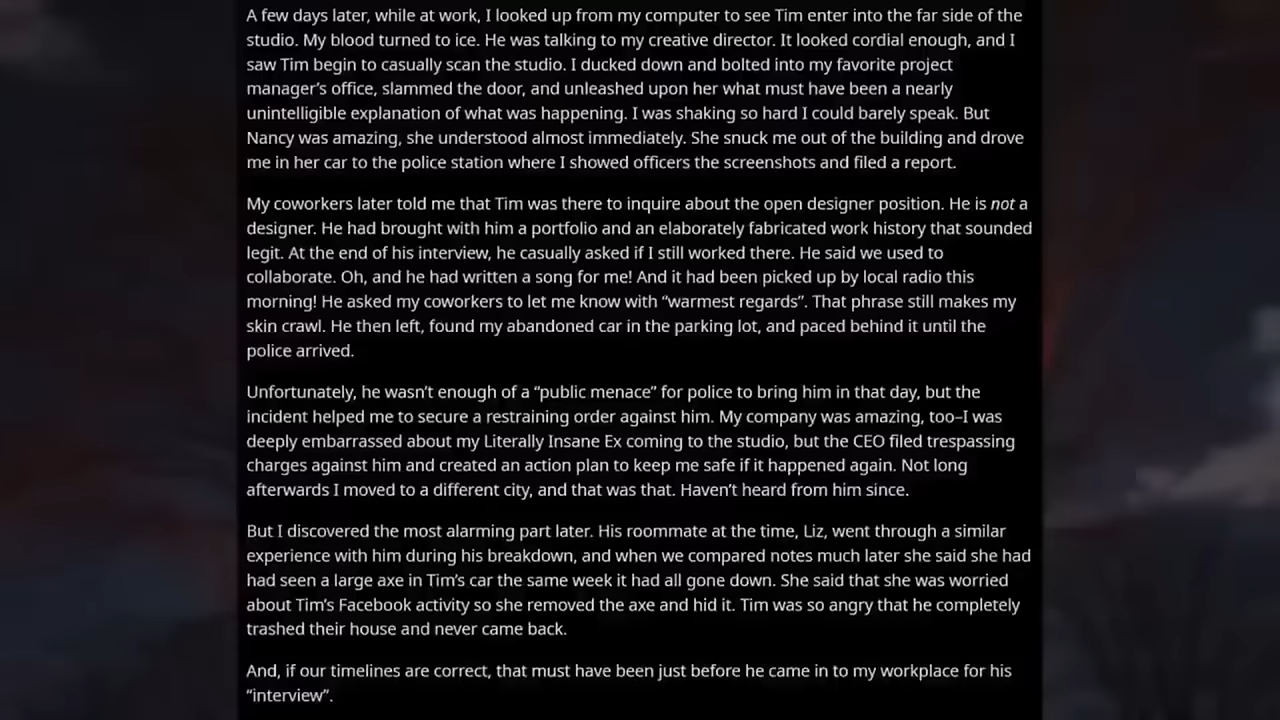 A few days later, while at work, I looked up from my computer to see Tim enter into the far side of the
studio. My blood turned to ice. He was talking to my creative director. It looked cordial enough, and I
saw Tim begin to casually scan the studio. I ducked down and bolted into my favorite project
manager’s office, slammed the door, and unleashed upon her what must have been a nearly
unintelligible explanation of what was happening. I was shaking so hard I could barely speak. But
Nancy was amazing, she understood almost immediately. She snuck me out of the building and drove
me in her car to the police station where I showed officers the screenshots and filed a report.
My coworkers later told me that Tim was there to inquire about the open designer position. He is not a
designer. He had brought with him a portfolio and an elaborately fabricated work history that sounded
legit. At the end of his interview, he casually asked if I still worked there. He said we used to
collaborate. Oh, and he had written a song for me! And it had been picked up by local radio this
morning! He asked my coworkers to let me know with “warmest regards”. That phrase still makes my
skin crawl. He then left, found my abandoned car in the parking lot, and paced behind it until the
police arrived.
Unfortunately, he wasn’t enough of a “public menace” for police to bring him in that day, but the
incident helped me to secure a restraining order against him. My company was amazing, too–I was
deeply embarrassed about my Literally Insane Ex coming to the studio, but the CEO filed trespassing
charges against him and created an action plan to keep me safe if it happened again. Not long
afterwards I moved to a different city, and that was that. Haven’t heard from him since.
But I discovered the most alarming part later. His roommate at the time, Liz, went through a similar
experience with him during his breakdown, and when we compared notes much later she said she had
had seen a large axe in Tim’s car the same week it had all gone down. She said that she was worried
about Tim’s Facebook activity so she removed the axe and hid it. Tim was so angry that he completely
trashed their house and never came back.
And, if our timelines are correct, that must have been just before he came in to my workplace for his
“interview”.